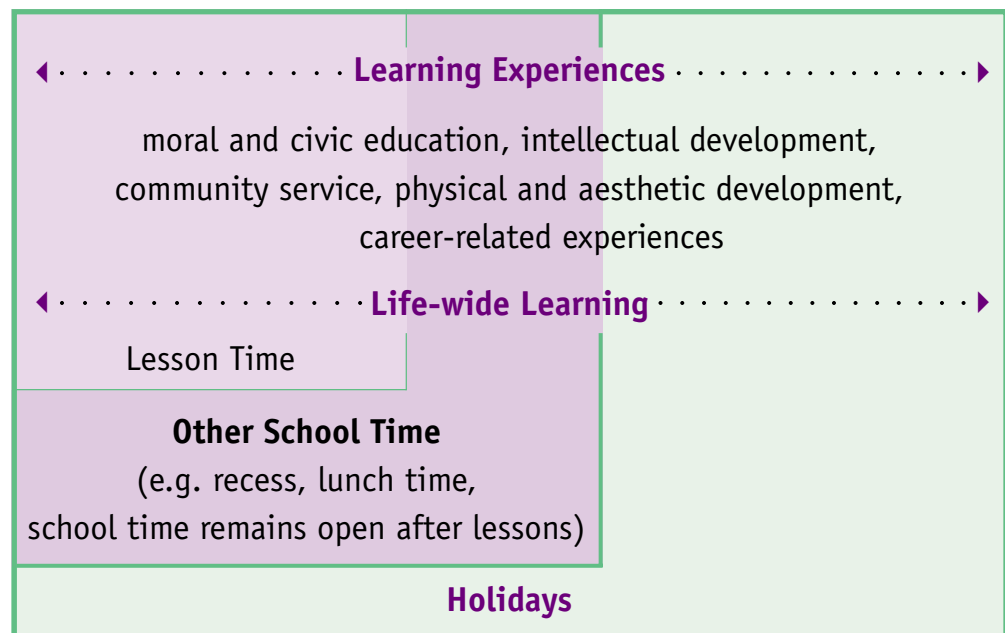 Learning Experiences
moral and civic education, intellectual development,
community service, physical and aesthetic development,
career-related experiences
Life-wide Learning
Lesson Time
Other School Time
(e.g. recess, lunch time,
school time remains open after lessons)
Holidays